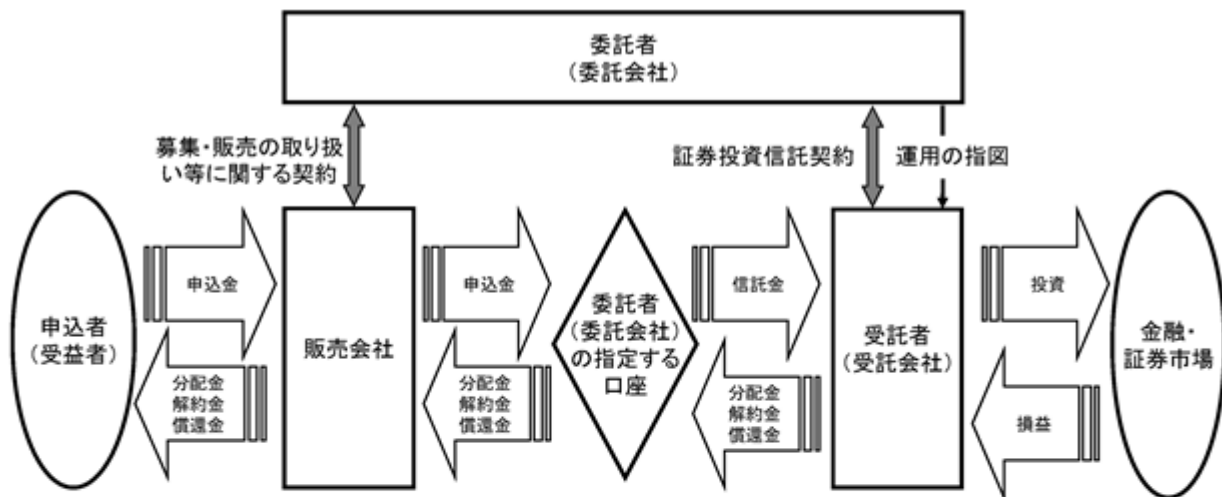 委託者
（委託会社）
募集・販売の取り扱
い等に関する契約
証券投資信託契約
運用の指図
申込者
（受益者）
申込金
分配金
解約金
償還金
販売会社
申込金
分配金
解約金
償還金
委託者
（委託会社）
の指定する
口座
信託金
分配金
解約金
償還金
受託者
（受託会社）
投資
損益
金融・
証券市場